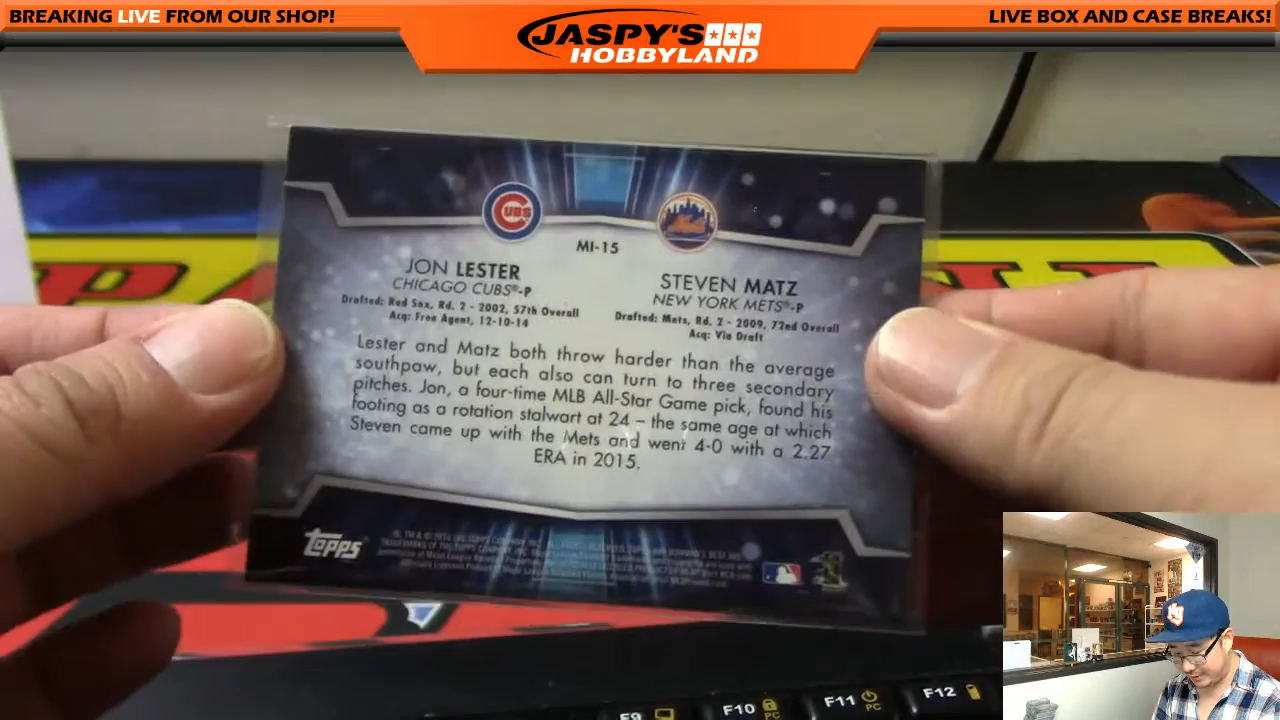 BREAKING LIVE FROM OUR SHOP!
JASPY'S
HOBBYLAND
LIVE BOX AND CASE BREAKS!
CUBS
Mets
MI-15
JON LESTER
CHICAGO CUBS®-P
Drafted: Red Sox, Rd. 2 - 2002, 57th Overall
Acq: Free Agent, 12-10-14
STEVEN MATZ
NEW YORK METS®-P
Drafted: Mets, Rd. 2 - 2009, 72nd Overall
Acq: Via Draft
Lester and Matz both throw harder than the average
southpaw, but each also can turn to three secondary
pitches. Jon, a four-time MLB All-Star Game pick, found his
footing as a rotation stalwart at 24 – the same age at which
Steven came up with the Mets and went 4-0 with a 2.27
ERA in 2015.
topps
F9
F10
PC
F11
PC
F12